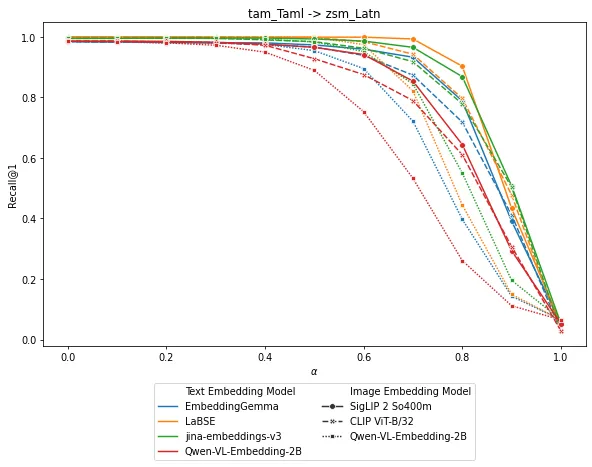 tam_Taml -> zsm_Latn
Recall@1
1.0
0.8
0.6
0.4
0.2
0.0
0.0 0.2 0.4 0.6 0.8 1.0
α
Text Embedding Model Image Embedding Model
EmbeddingGemma SigLIP 2 So400m
LaBSE CLIP ViT-B/32
jina-embeddings-v3 Qwen-VL-Embedding-2B
Qwen-VL-Embedding-2B